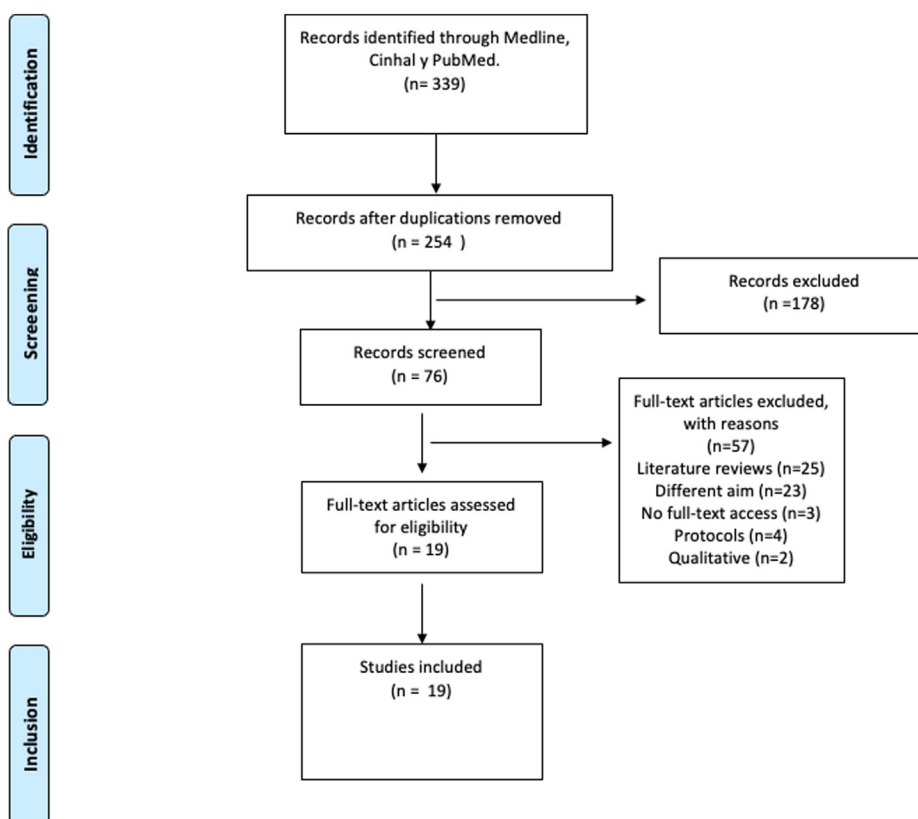 Identification
Records identified through Medline,
Cinhal y PubMed.
(n= 339)
Records after duplications removed
(n = 254 )
Screeening
Records excluded
(n =178)
Records screened
(n = 76)
Full-text articles excluded,
with reasons
(n=57)
Literature reviews (n=25)
Different aim (n=23)
No full-text access (n=3)
Protocols (n=4)
Qualitative (n=2)
Eligibility
Full-text articles assessed
for eligibility
(n = 19)
Inclusion
Studies included
(n = 19)